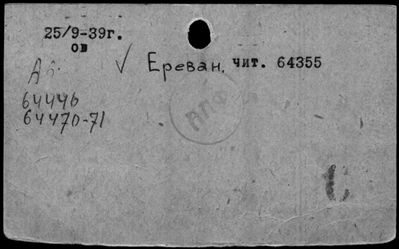 25/9-39г.
ов
Ереван, чит. 64355
64446
64470-71